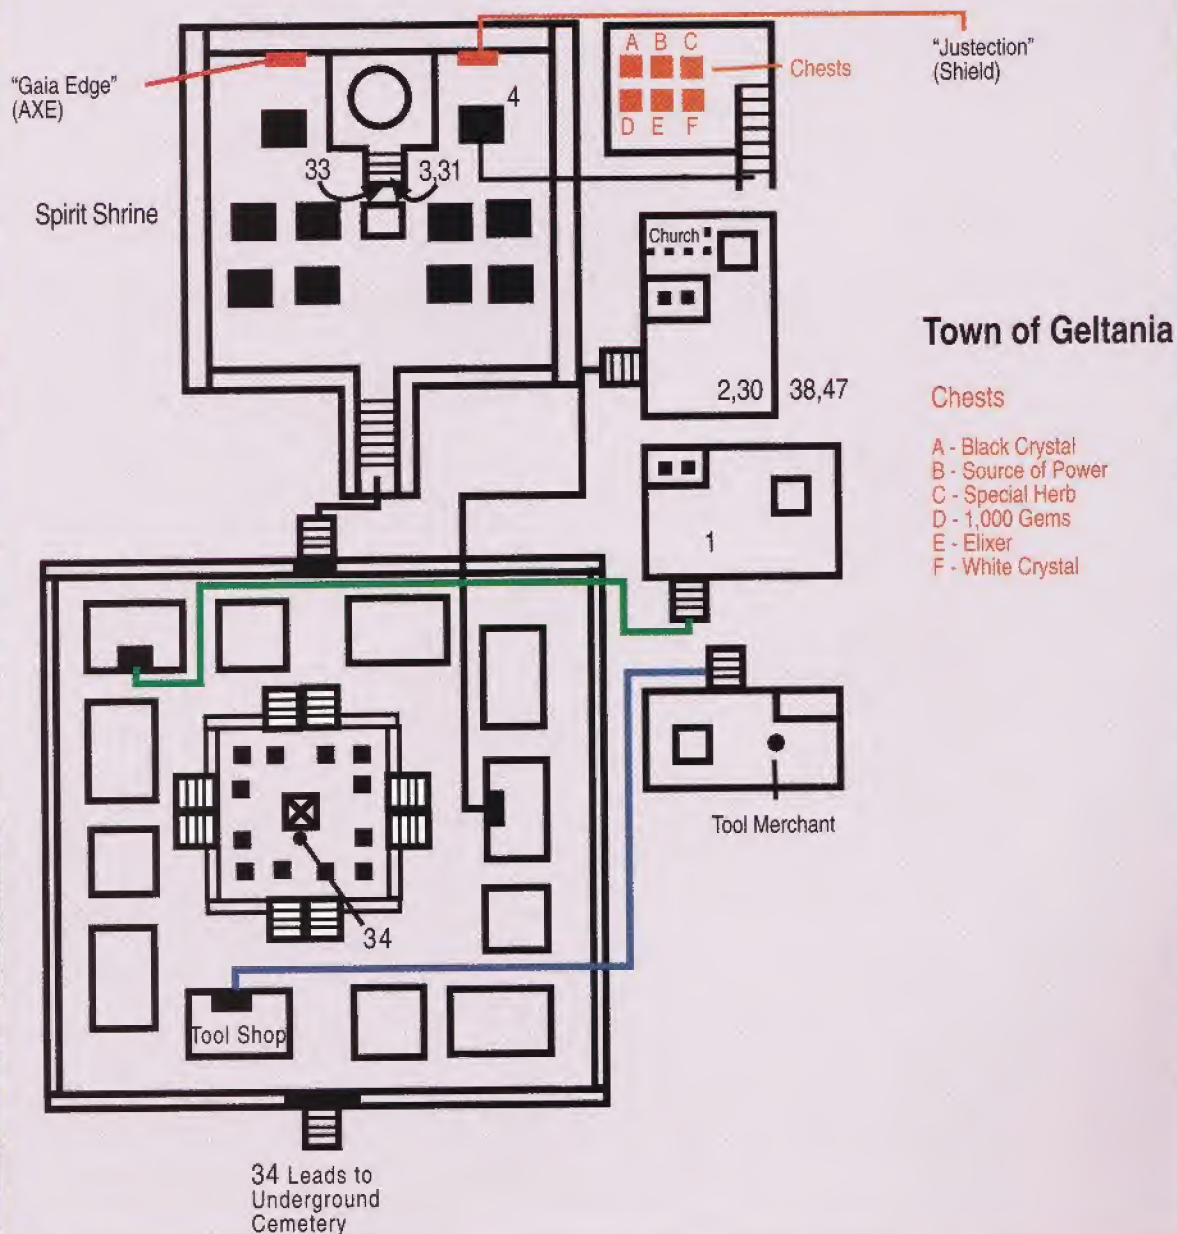 "Gaia Edge"
(AXE)
A B C
Chests
D E F
"Justection"
(Shield)
4
33
3,31
Spirit Shrine
Church
2,30
38,47
Town of Geltania
Chests
A - Black Crystal
B - Source of Power
C - Special Herb
D - 1,000 Gems
E - Elixer
F - White Crystal
1
Tool Merchant
34
Tool Shop
34 Leads to
Underground
Cemetery